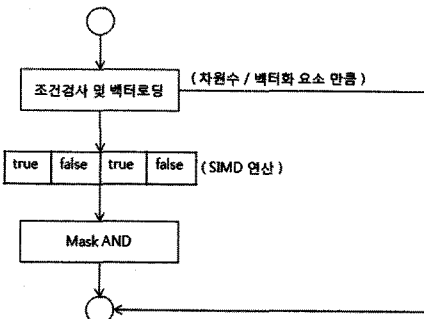 조건검사 및 벡터로딩
( 차원수 / 벡터화 요소 만큼 )
true false true false ( SIMD 연산 )
Mask AND